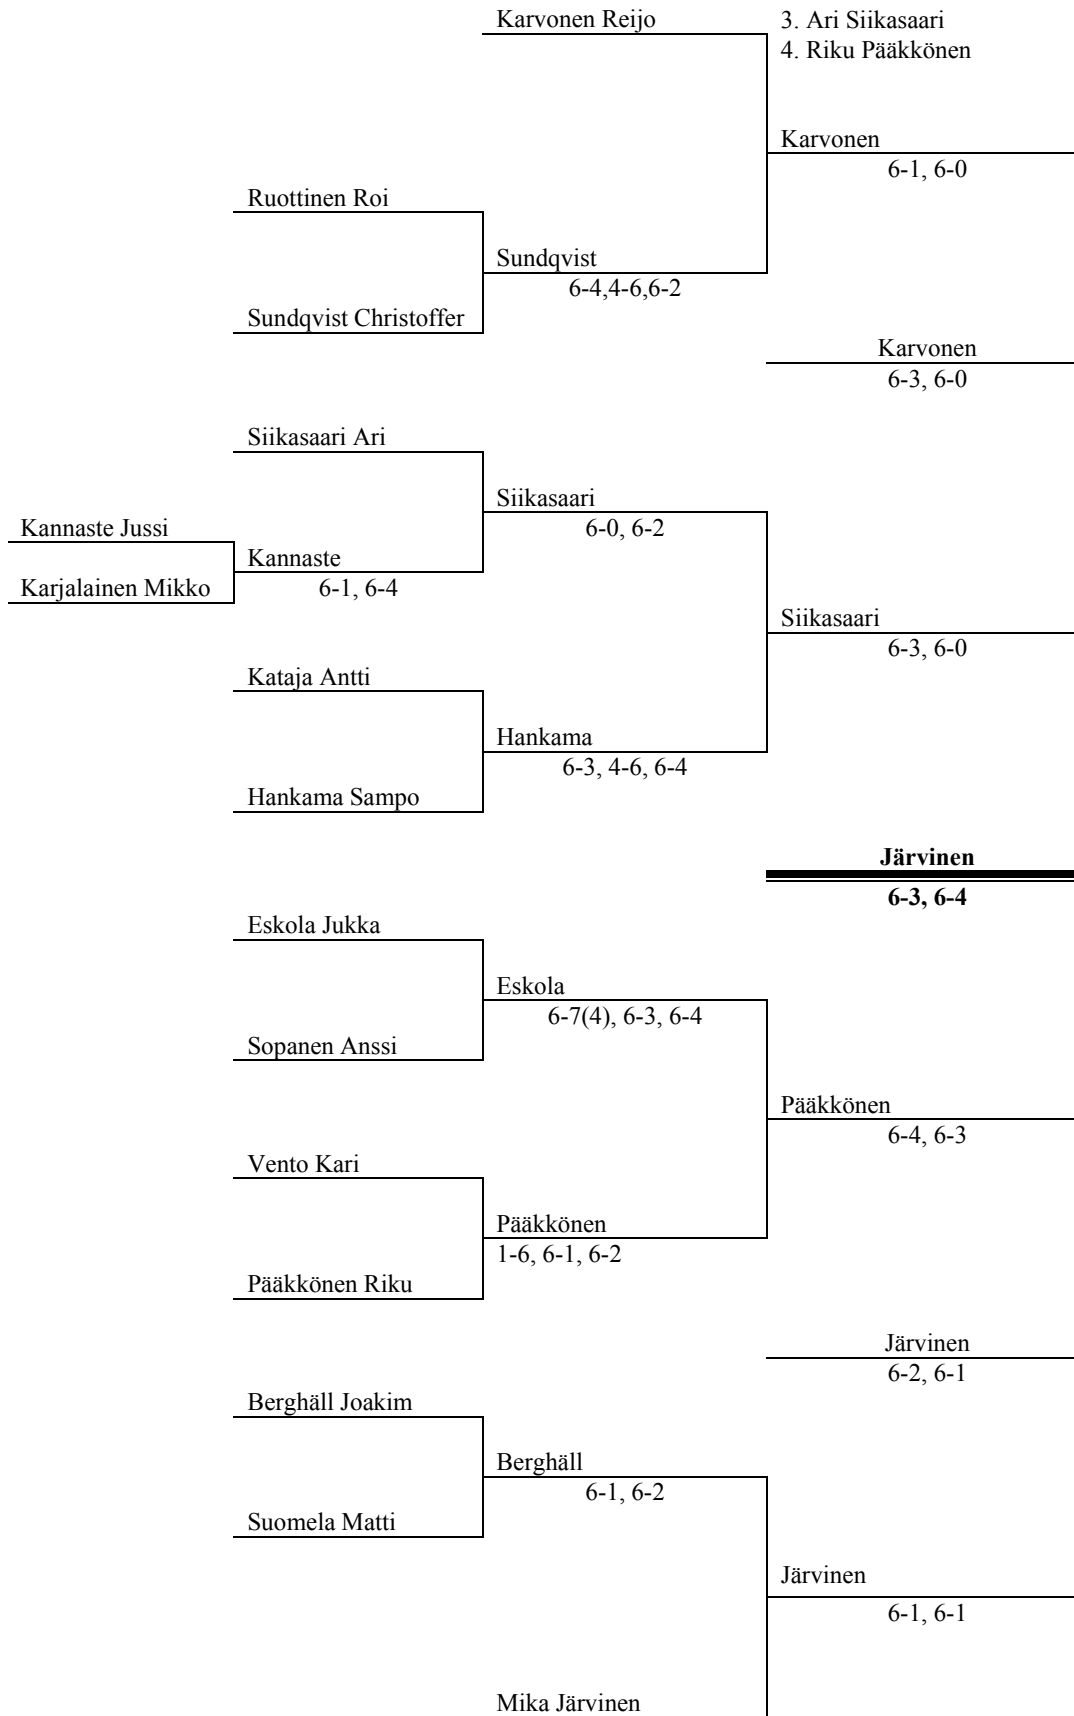 Karvonen Reijo
3. Ari Siikasaari
4. Riku Pääkkönen
Karvonen
6-1, 6-0
Ruottinen Roi
Sundqvist
6-4,4-6,6-2
Sundqvist Christoffer
Karvonen
6-3, 6-0
Siikasaari Ari
Siikasaari
6-0, 6-2
Kannaste Jussi
Kannaste
6-1, 6-4
Karjalainen Mikko
Siikasaari
6-3, 6-0
Kataja Antti
Hankama
6-3, 4-6, 6-4
Hankama Sampo
Järvinen
6-3, 6-4
Eskola Jukka
Eskola
6-7(4), 6-3, 6-4
Sopanen Anssi
Pääkkönen
6-4, 6-3
Vento Kari
Pääkkönen
1-6, 6-1, 6-2
Pääkkönen Riku
Järvinen
6-2, 6-1
Berghäll Joakim
Berghäll
6-1, 6-2
Suomela Matti
Järvinen
6-1, 6-1
Mika Järvinen